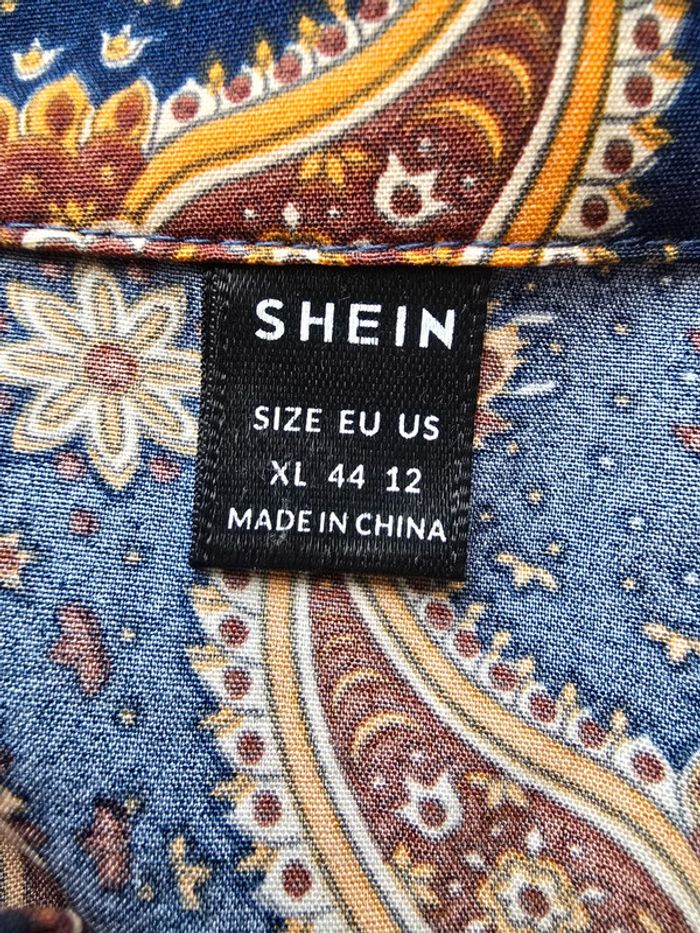 SHEIN
SIZE EU US
XL 44 12
MADE IN CHINA